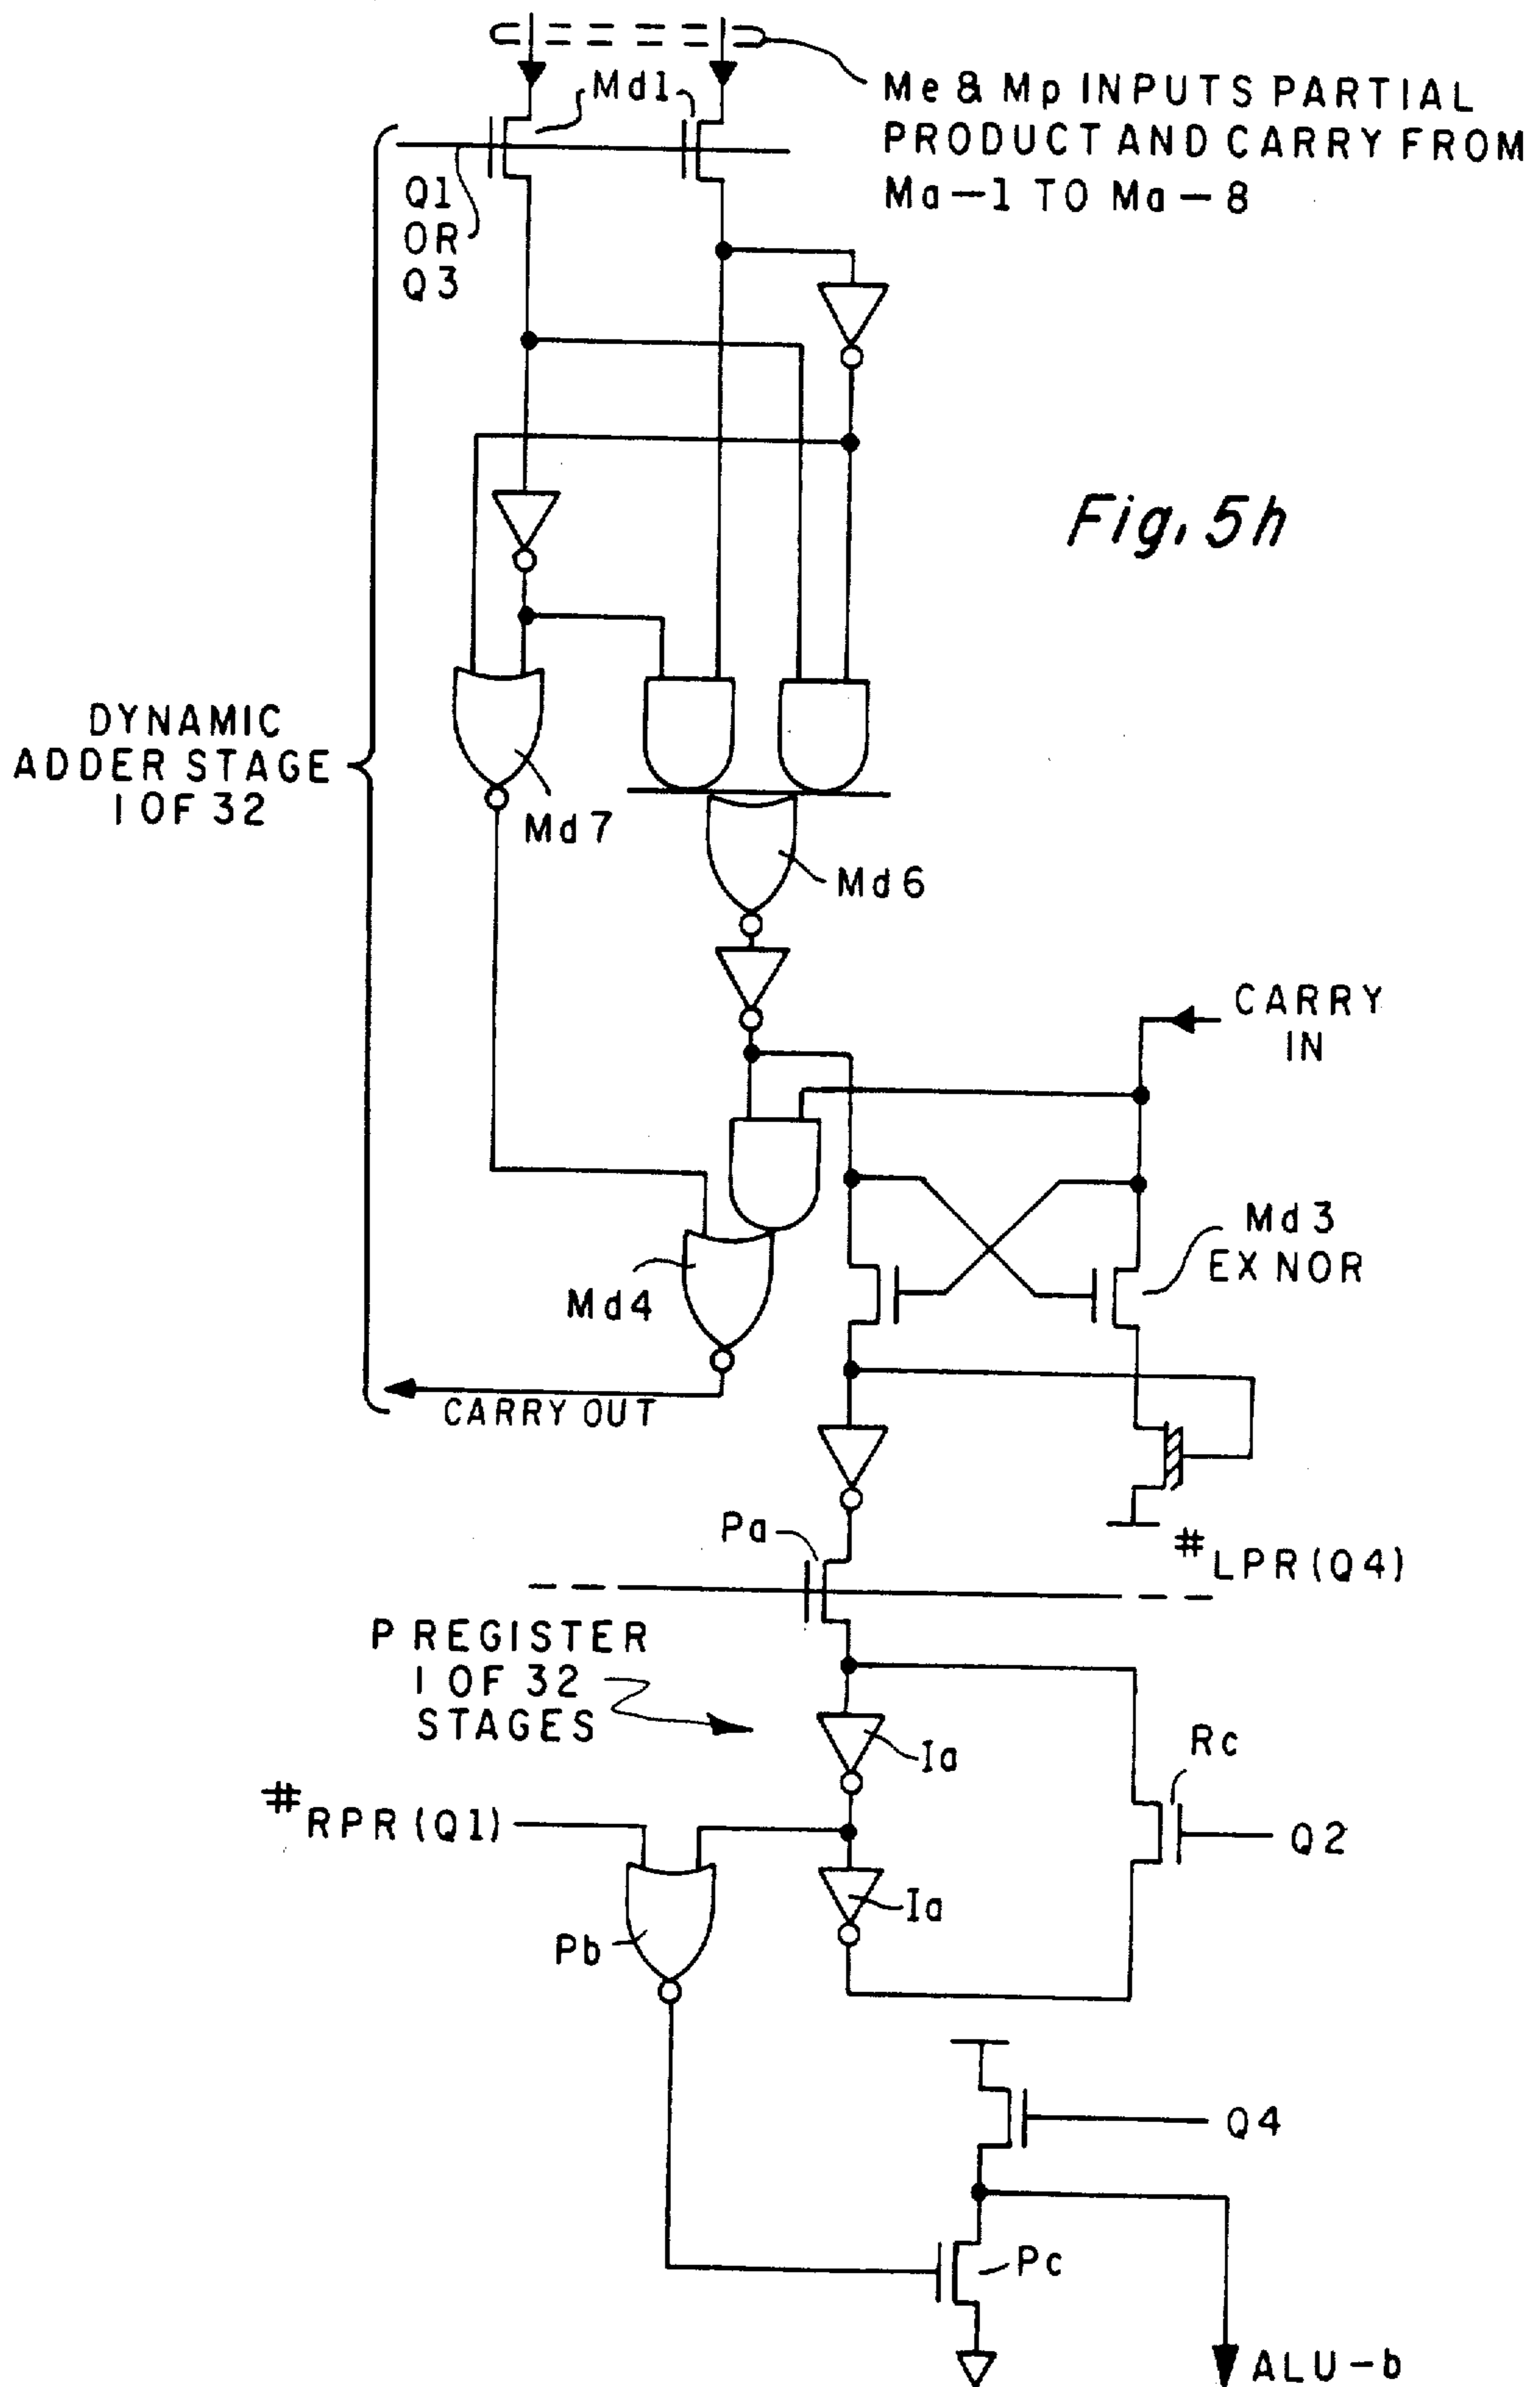 Md1
Me & Mp INPUTS PARTIAL
PRODUCT AND CARRY FROM
Ma-1 TO Ma-8
Q1
OR
Q3
Fig. 5h
DYNAMIC
ADDER STAGE
1 OF 32
Md7
Md6
CARRY
IN
Md3
EX NOR
Md4
CARRY OUT
Pa
#LPR(Q4)
P REGISTER
1 OF 32
STAGES
Ia
Rc
#RPR(Q1)
Q2
Ia
Pb
Q4
Pc
ALU-b